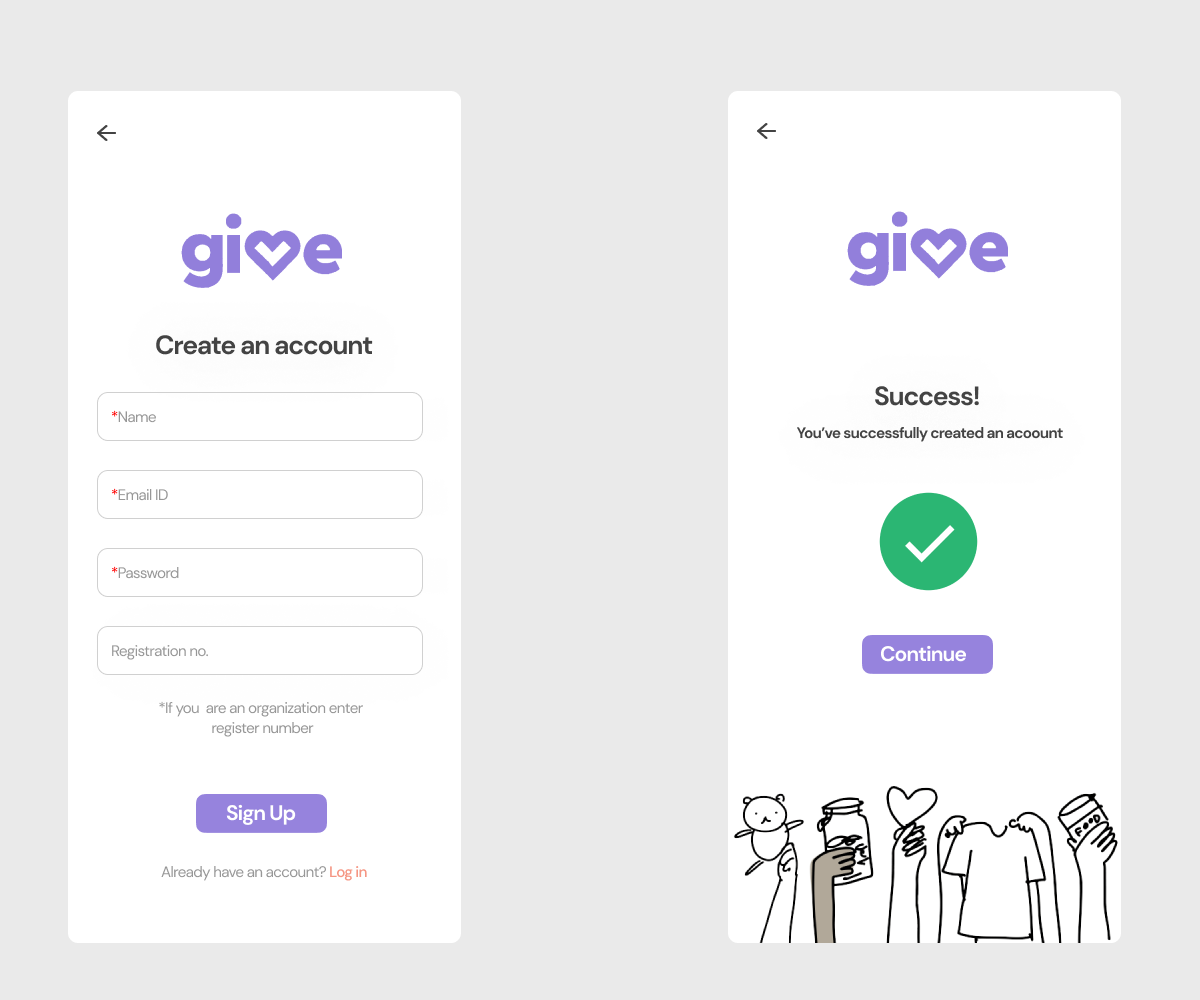 give
Create an account
*Name
*Email ID
*Password
Registration no.
*If you  are an organization enter
register number
Sign Up
Already have an account? Log in
give
Success!
You’ve successfully created an acoount
Continue
FOOD